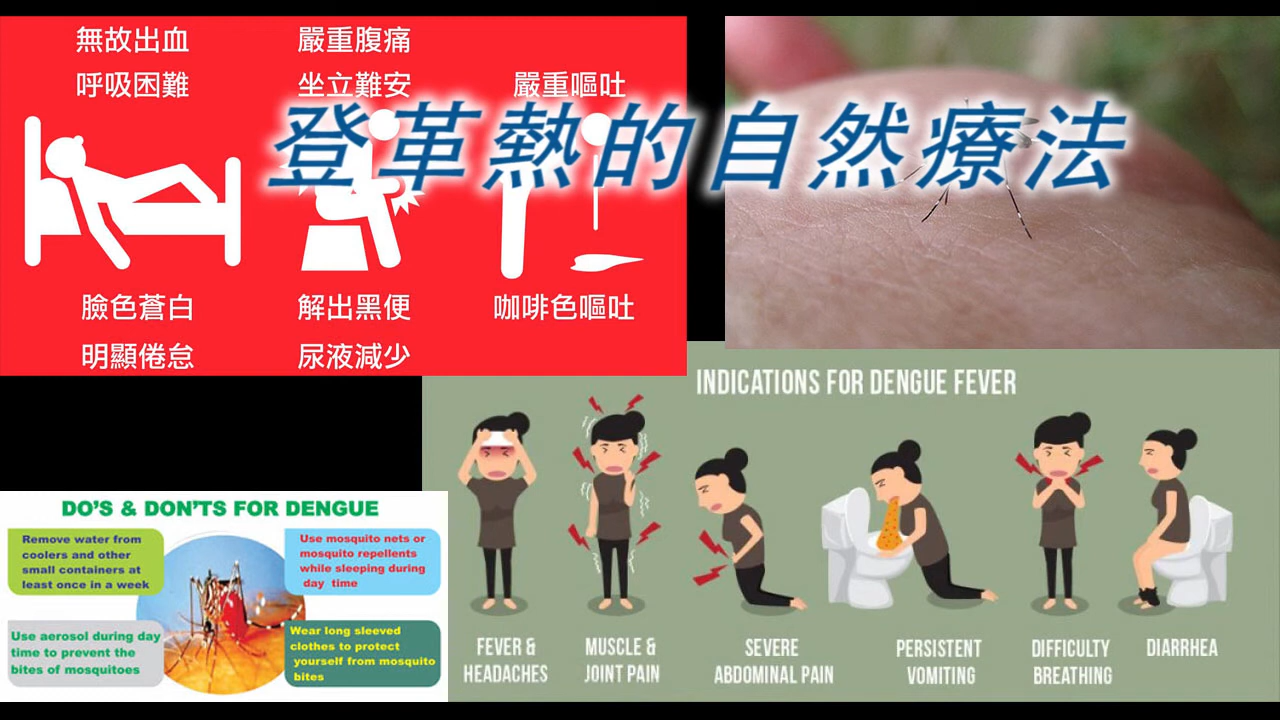 無故出血
嚴重腹痛
呼吸困難
坐立難安
嚴重嘔吐
登革熱的自然療法
臉色蒼白
解出黑便
咖啡色嘔吐
明顯倦怠
尿液減少
INDICATIONS FOR DENGUE FEVER
FEVER &
HEADACHES
MUSCLE &
JOINT PAIN
SEVERE
ABDOMINAL PAIN
PERSISTENT
VOMITING
DIFFICULTY
BREATHING
DIARRHEA
DO'S & DON'TS FOR DENGUE
Remove water from
coolers and other
small containers at
least once in a week
Use mosquito nets or
mosquito repellents
while sleeping during
day time
Use aerosol during day
time to prevent the
bites of mosquitoes
Wear long sleeved
clothes to protect
yourself from mosquito
bites